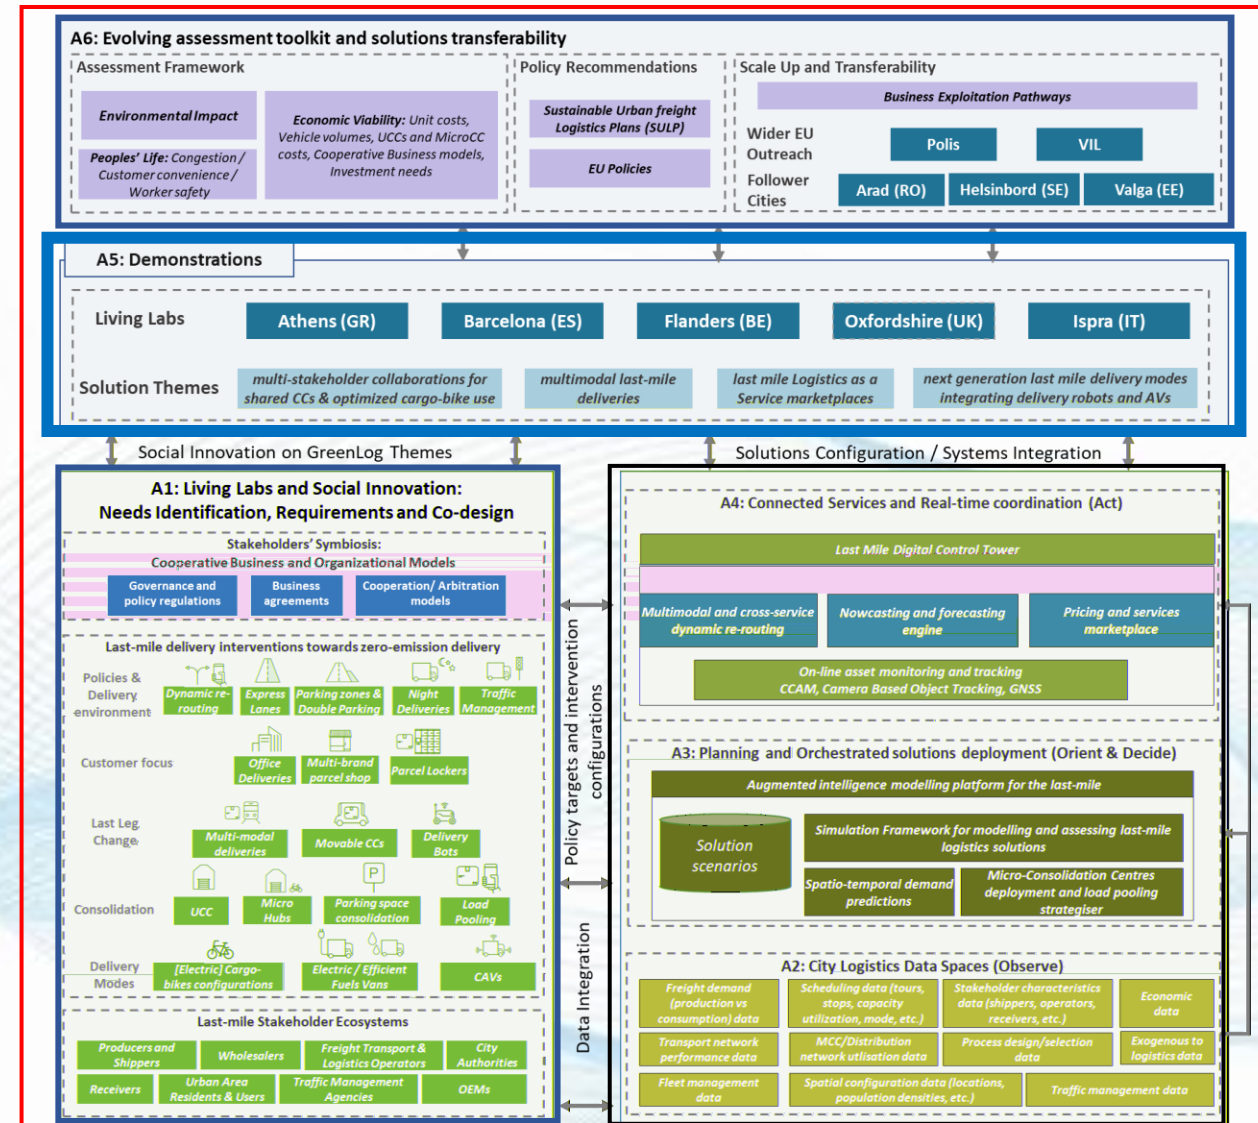 A6: Evolving assessment toolkit and solutions transferability
Assessment Framework
Environmental Impact
Peoples' Life: Congestion /
Customer convenience /
Worker safety
Economic Viability: Unit costs,
Vehicle volumes, UCCs and MicroCC
costs, Cooperative Business models,
Investment needs
Policy Recommendations
Sustainable Urban freight
Logistics Plans (SULP)
EU Policies
Scale Up and Transferability
Business Exploitation Pathways
Wider EU
Outreach
Polis
VIL
Follower
Cities
Arad (RO)
Helsinbord (SE)
Valga (EE)
A5: Demonstrations
Living Labs
Athens (GR)
Barcelona (ES)
Flanders (BE)
Oxfordshire (UK)
Ispra (IT)
Solution Themes
multi-stakeholder collaborations for
shared CCs & optimized cargo-bike use
multimodal last-mile
deliveries
last mile Logistics as a
Service marketplaces
next generation last mile delivery modes
integrating delivery robots and AVs
Social Innovation on GreenLog Themes
Solutions Configuration / Systems Integration
A1: Living Labs and Social Innovation:
Needs Identification, Requirements and Co-design
Stakeholders' Symbiosis:
Cooperative Business and Organizational Models
Governance and
policy regulations
Business
agreements
Cooperation/ Arbitration
models
Last-mile delivery interventions towards zero-emission delivery
Policies &
Delivery
environment
Dynamic re-
routing
Express
Lanes
Parking zones &
Double Parking
Night
Deliveries
Traffic
Management
Customer focus
Office
Deliveries
Multi-brand
parcel shop
Parcel Lockers
Last Leg
Change
Multi-modal
deliveries
Movable CCs
Delivery
Bots
Consolidation
UCC
Micro
Hubs
P
Parking space
consolidation
Load
Pooling
Delivery
Modes
[Electric] Cargo-
bikes configurations
Electric / Efficient
Fuels Vans
CAVs
Last-mile Stakeholder Ecosystems
Producers and
Shippers
Wholesalers
Freight Transport &
Logistics Operators
City
Authorities
Receivers
Urban Area
Residents & Users
Traffic Management
Agencies
OEMs
Policy targets and intervention
configurations
Data Integration
A4: Connected Services and Real-time coordination (Act)
Last Mile Digital Control Tower
Multimodal and cross-service
dynamic re-routing
Nowcasting and forecasting
engine
Pricing and services
marketplace
On-line asset monitoring and tracking
CCAM, Camera Based Object Tracking, GNSS
A3: Planning and Orchestrated solutions deployment (Orient & Decide)
Augmented intelligence modelling platform for the last-mile
Solution
scenarios
Simulation Framework for modelling and assessing last-mile
logistics solutions
Spatio-temporal demand
predictions
Micro-Consolidation Centres
deployment and load pooling
strategiser
A2: City Logistics Data Spaces (Observe)
Freight demand
(production vs
consumption) data
Scheduling data (tours,
stops, capacity
utilization, mode, etc.)
Stakeholder characteristics
data (shippers, operators,
receivers, etc.)
Economic
data
Transport network
performance data
MCC/Distribution
network utlisation data
Process design/selection
data
Exogenous to
logistics data
Fleet management
data
Spatial configuration data (locations,
population densities, etc.)
Traffic management data